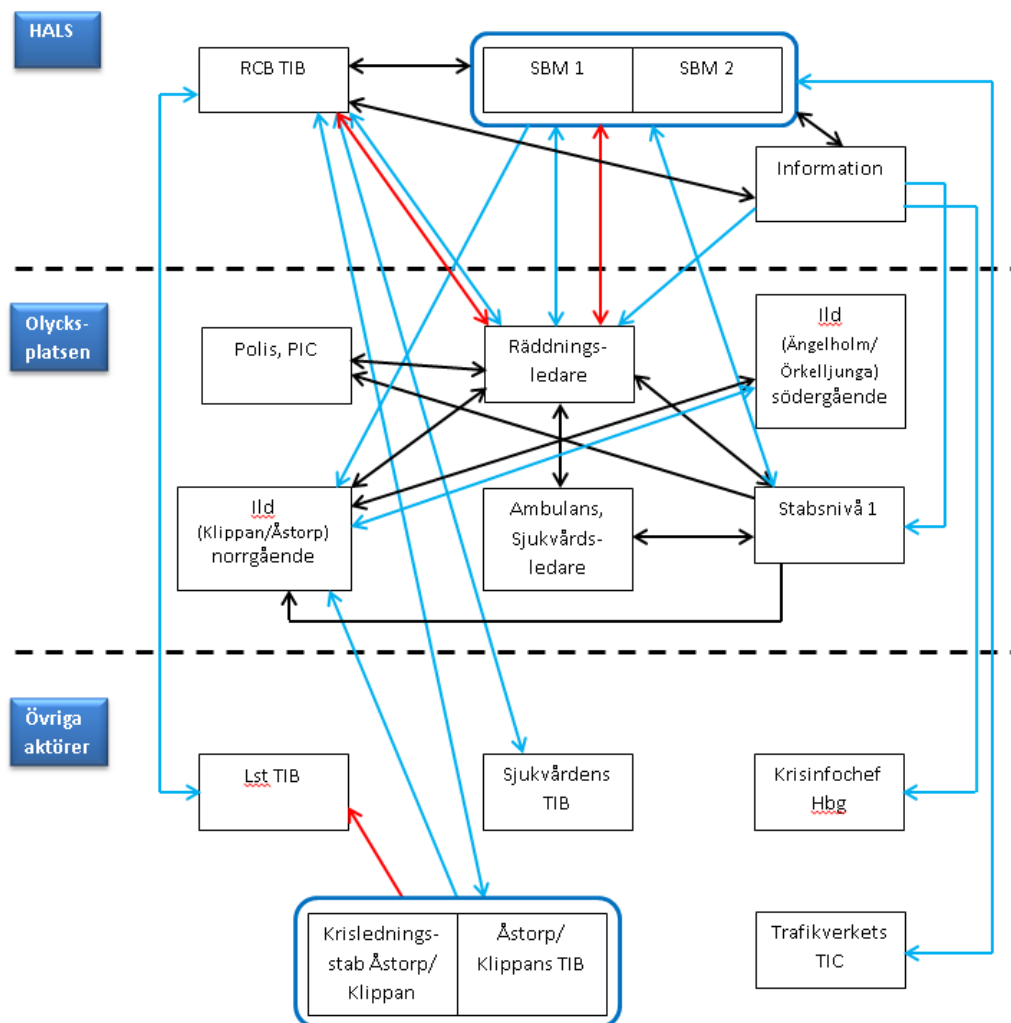 HALS
RCB TIB
SBM 1
SBM 2
Information
Olycks-
platsen
Polis, PIC
Räddnings-
ledare
Ild
(Ängelholm/
Örkelljunga)
södergående
Ild
(Klippan/Åstorp)
norrgående
Ambulans,
Sjukvårds-
ledare
Stabsnivå 1
Övriga
aktörer
Lst TIB
Sjukvårdens
TIB
Krisinfochef
Hbg
Krislednings-
stab Åstorp/
Klippan
Åstorp/
Klippans TIB
Trafikverkets
TIC